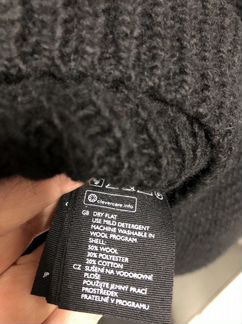 clevercare.info
GB DRY FLAT
USE MILD DETERGENT
MACHINE WASHABLE IN
WOOL PROGRAM
SHELL:
50% WOOL
30% POLYESTER
20% COTTON
CZ SUŠENÍ NA VODOROVNÉ
PLOŠE
POUŽIJTE JEMNÝ PRACÍ
PROSTŘEDEK
PRATELNÉ V PROGRAMU